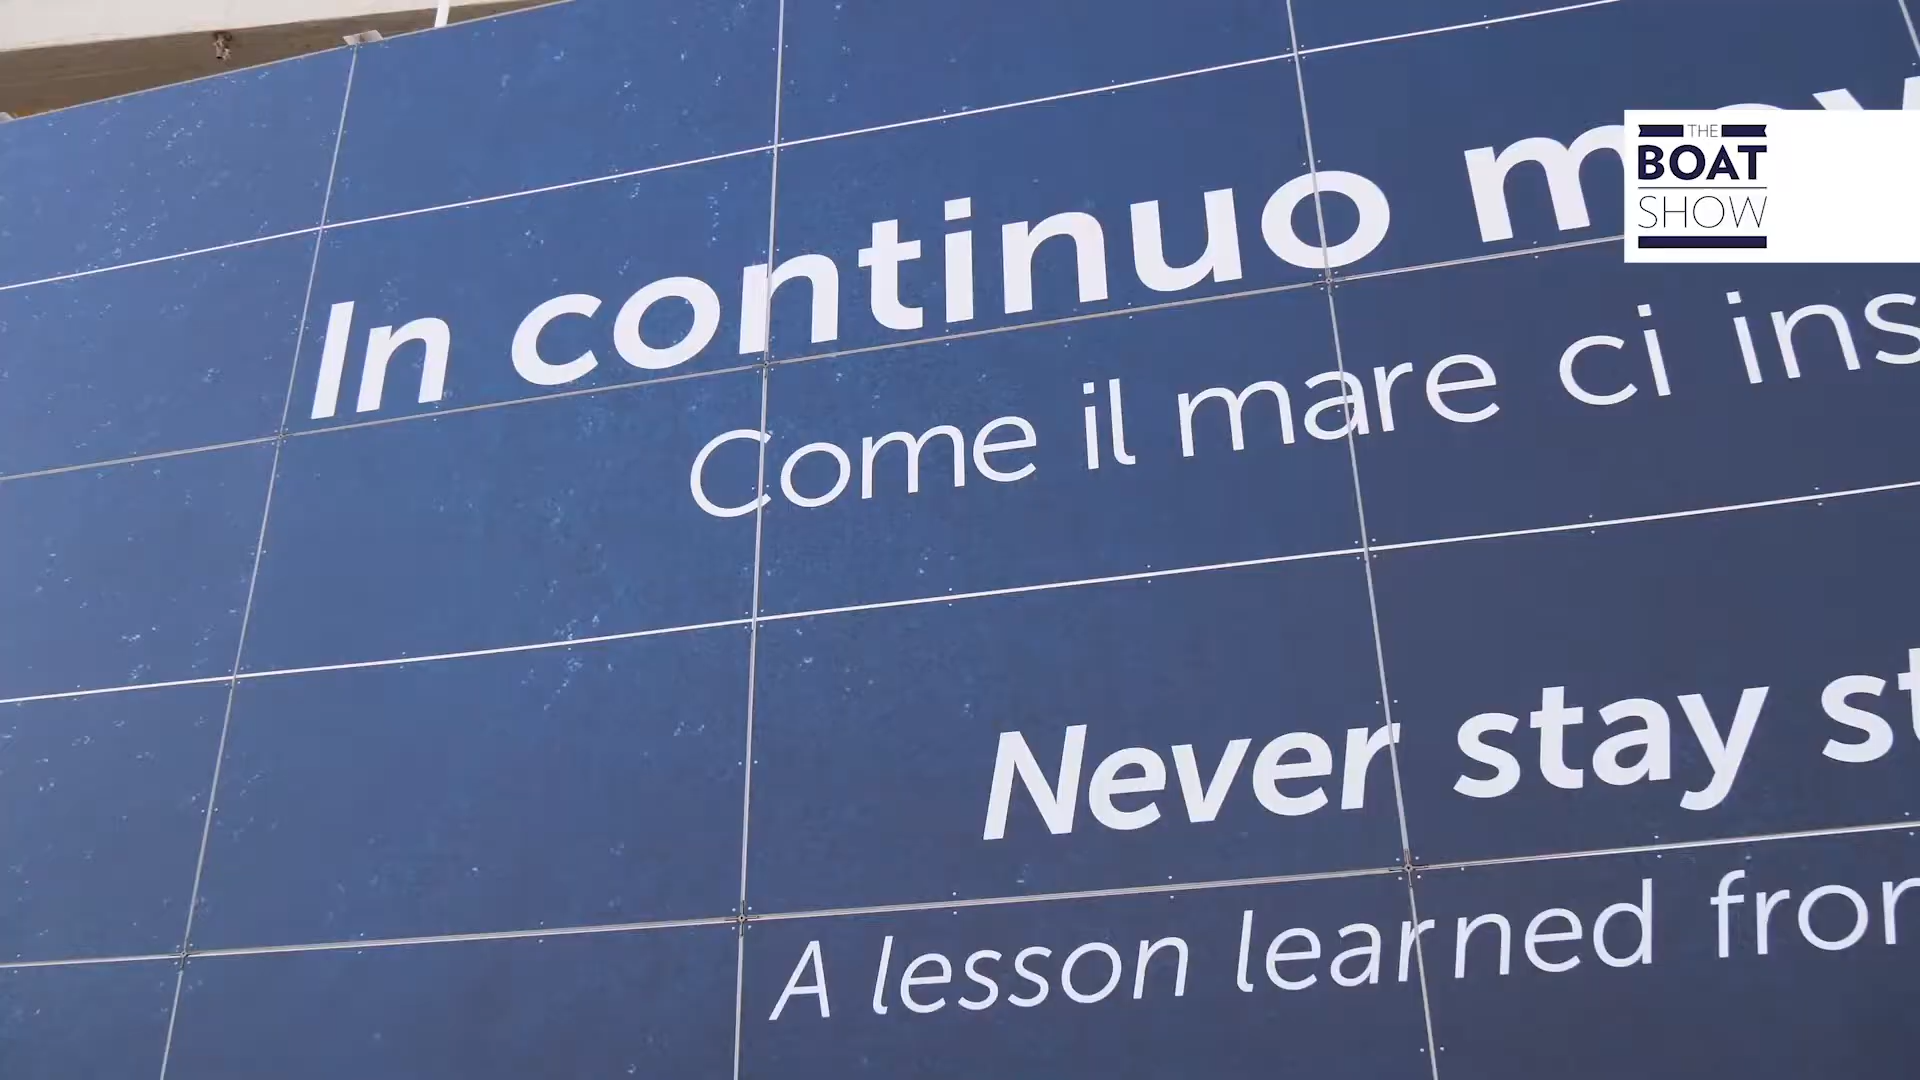 In continuo
Come il mare ci
Never stay
A lesson learned
THE
BOAT
SHOW